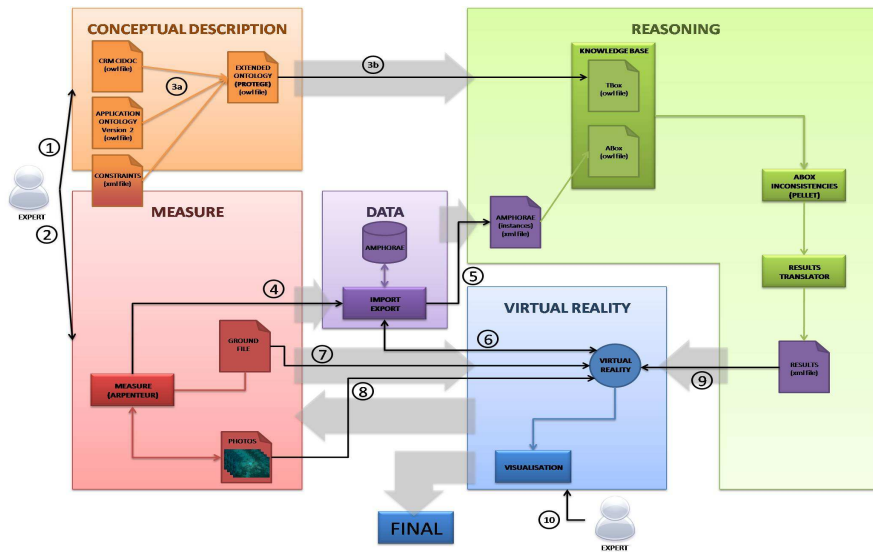 CONCEPTUAL DESCRIPTION
CRM CIDOC
(owl file)
3a
EXTENDED
ONTOLOGY
(PROTEGE)
(owl file)
APPLICATION
ONTOLOGY
Version 2
(owl file)
CONSTRAINTS
(xml file)
3b
REASONING
KNOWLEDGE BASE
TBox
(owl file)
ABox
(owl file)
ABOX
INCONSISTENCIES
(PELLET)
RESULTS
TRANSLATOR
RESULTS
(xml file)
1
EXPERT
2
MEASURE
4
GROUND
FILE
MEASURE
(ARPENTEUR)
PHOTOS
DATA
AMPHORAE
IMPORT
EXPORT
AMPHORAE
(instances)
(xml file)
5
VIRTUAL REALITY
6
7
8
VIRTUAL
REALITY
9
VISUALISATION
FINAL
10
EXPERT